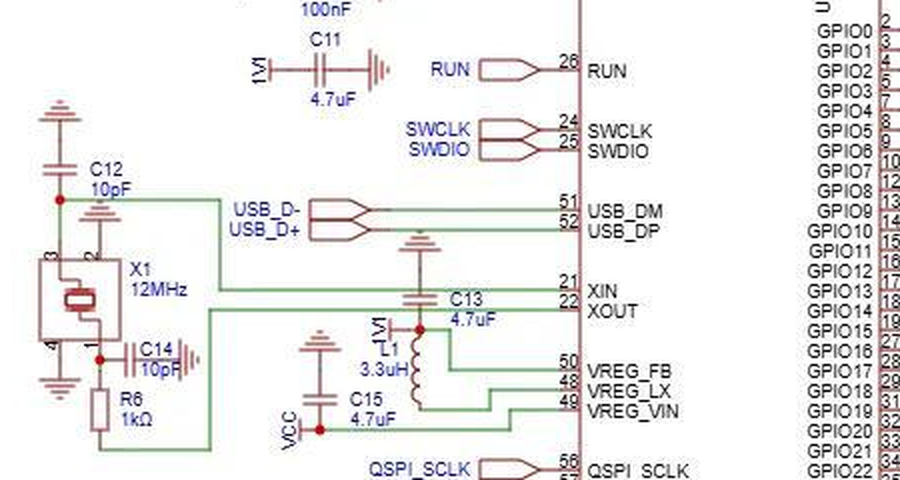 100nF
C11
1V1
4.7uF
RUN
26
RUN
SWCLK
24
SWCLK
SWDIO
25
SWDIO
C12
10pF
USB_D-
51
USB_DM
USB_D+
52
USB_DP
3
2
X1
12MHz
21
XIN
22
XOUT
C13
4.7uF
1V1
L1
3.3uH
4
1
C14
10pF
50
VREG_FB
48
VREG_LX
49
VREG_VIN
R6
1kΩ
C15
4.7uF
VCC
QSPI_SCLK
56
QSPI_SCLK
57
U
GPIO0
2
GPIO1
3
GPIO2
4
GPIO3
5
GPIO4
7
GPIO5
8
GPIO6
9
GPIO7
10
GPIO8
12
GPIO9
13
GPIO10
14
GPIO11
15
GPIO12
16
GPIO13
17
GPIO14
18
GPIO15
19
GPIO16
27
GPIO17
28
GPIO18
29
GPIO19
31
GPIO20
32
GPIO21
33
GPIO22
34